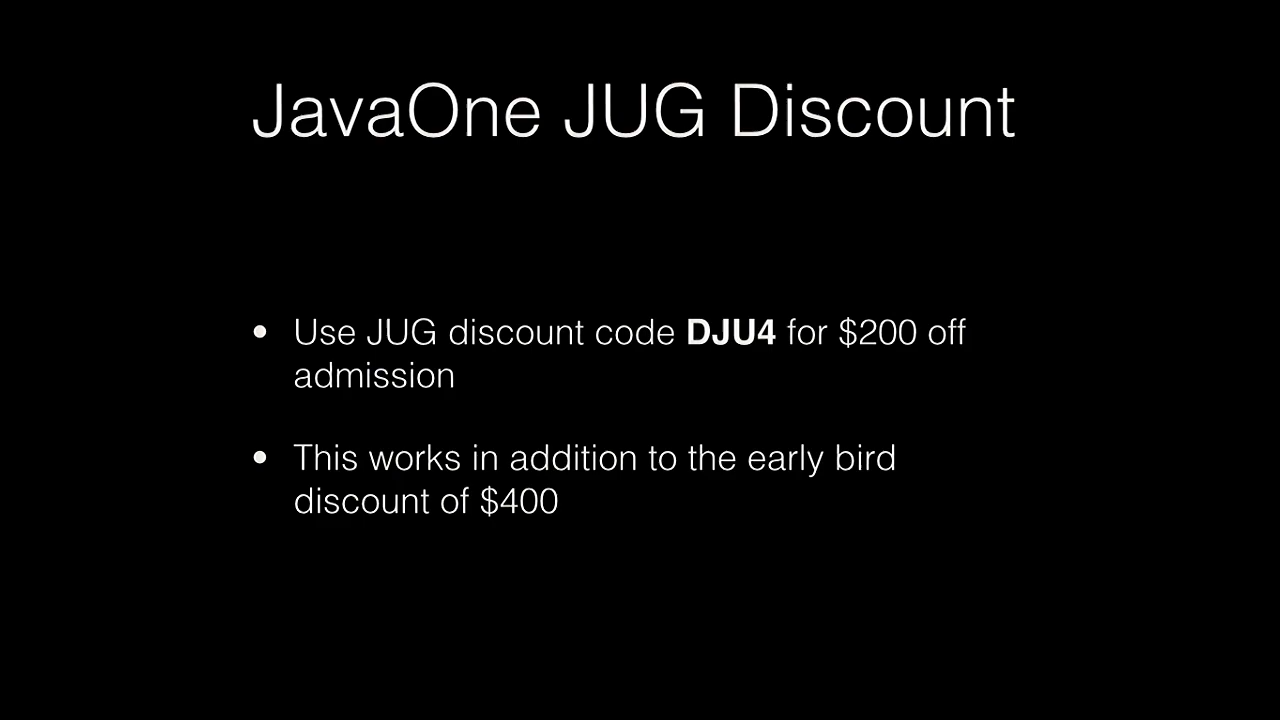 JavaOne JUG Discount
• Use JUG discount code DJU4 for $200 off
admission
• This works in addition to the early bird
discount of $400